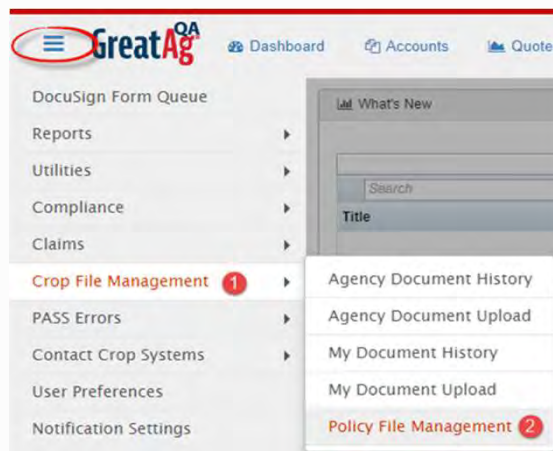 GreatAg QA
Dashboard
Accounts
Quote
DocuSign Form Queue
Reports
Utilities
Compliance
Claims
Crop File Management 1
PASS Errors
Contact Crop Systems
User Preferences
Notification Settings
What's New
Search
Title
Agency Document History
Agency Document Upload
My Document History
My Document Upload
Policy File Management 2